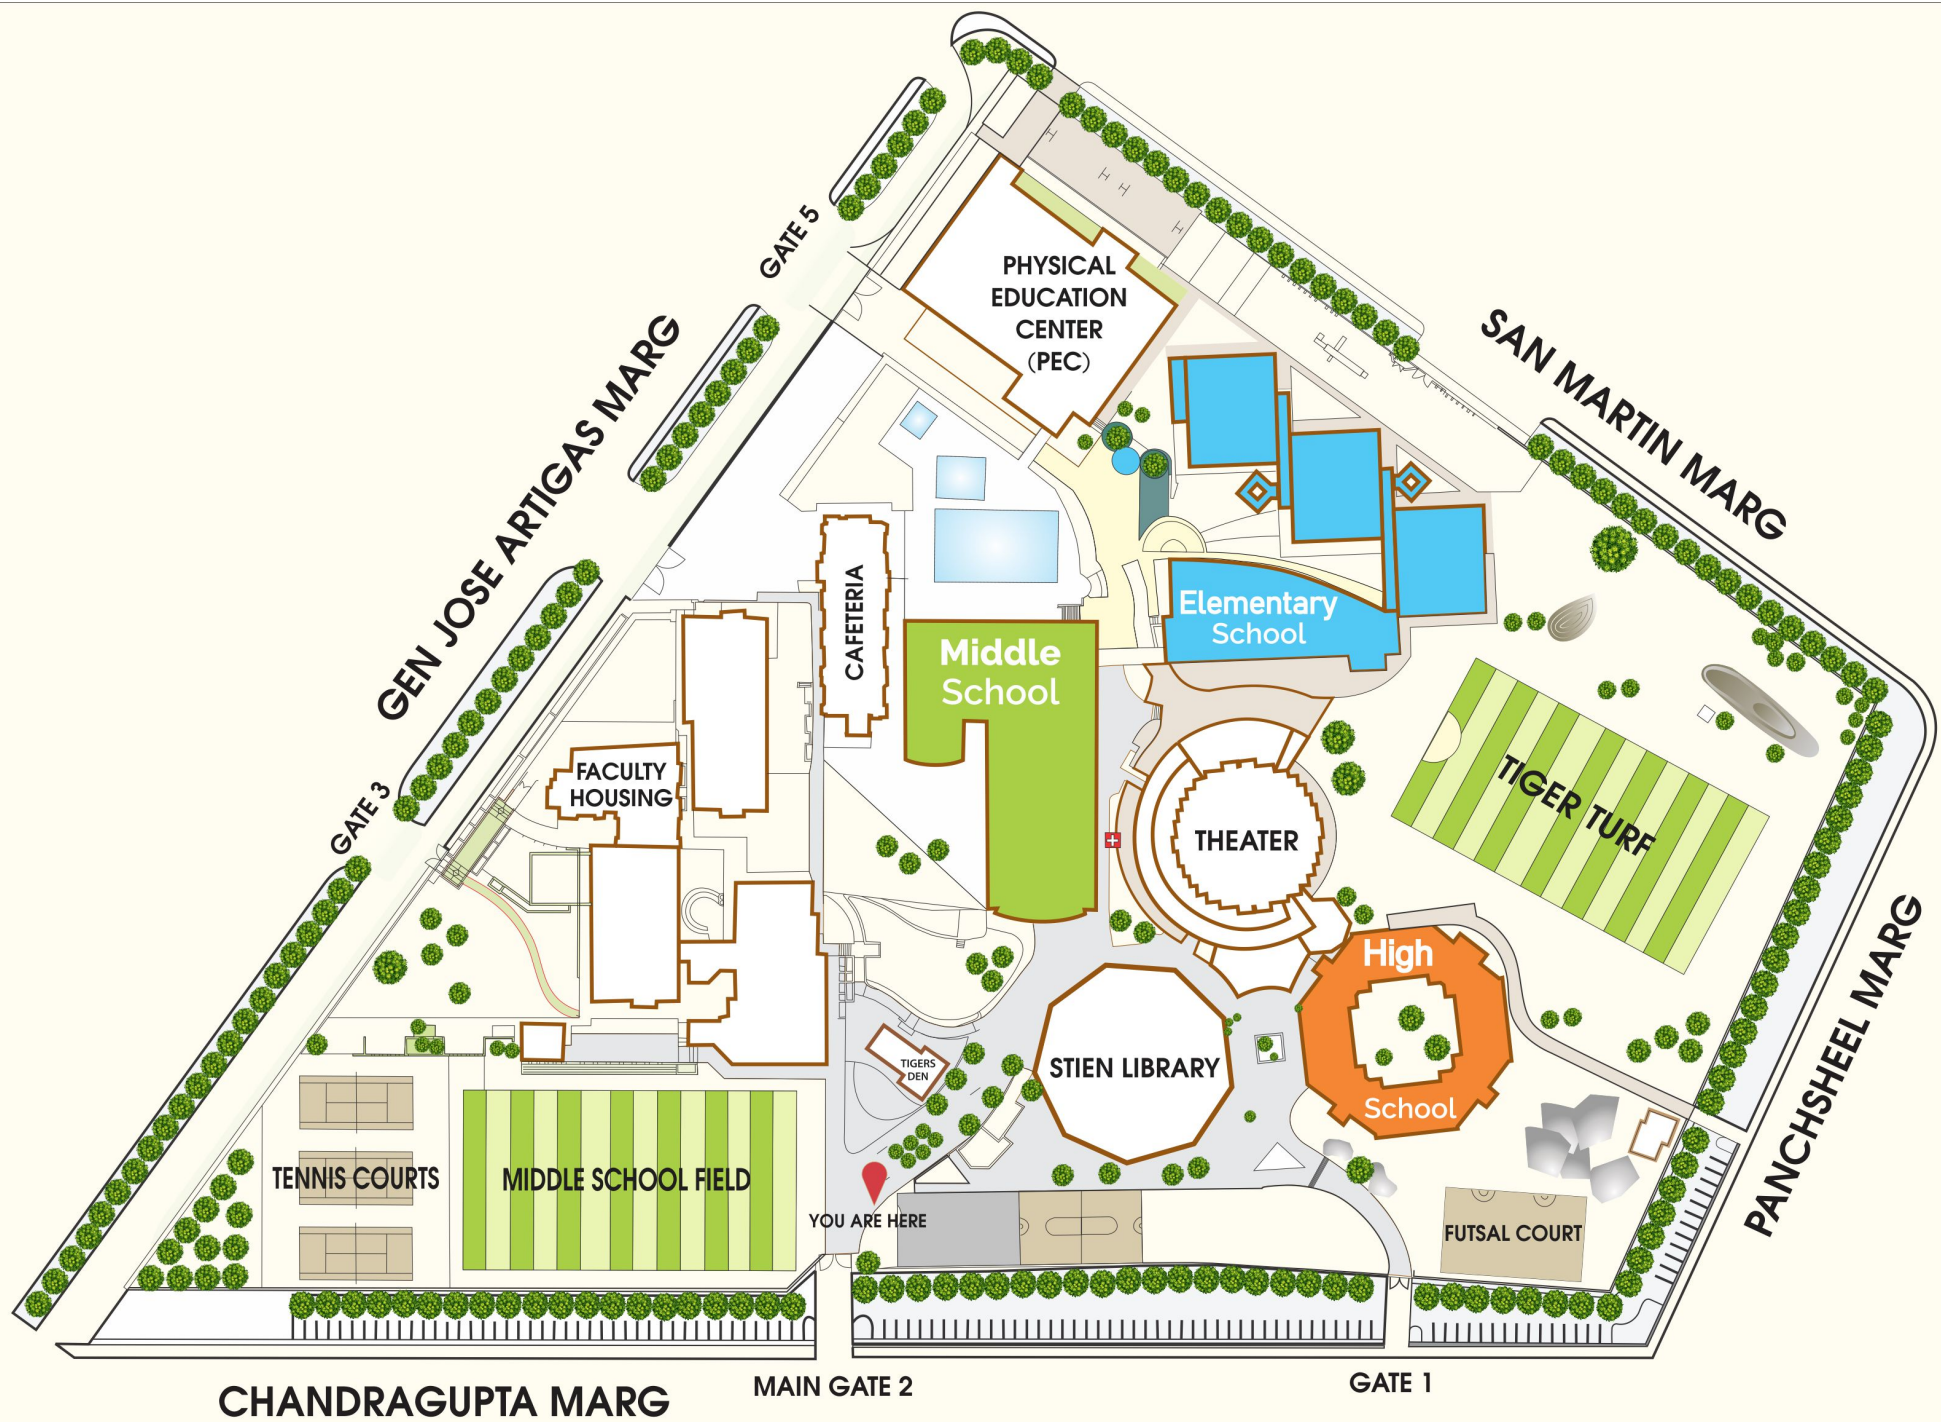 GATE 5
PHYSICAL
EDUCATION
CENTER
(PEC)
SAN MARTIN MARG
GEN JOSE ARTIGAS MARG
CAFETERIA
Elementary
School
Middle
School
FACULTY
HOUSING
GATE 3
TIGER TURF
THEATER
High
School
PANCHSHEEL MARG
TIGERS
DEN
STIEN LIBRARY
TENNIS COURTS
MIDDLE SCHOOL FIELD
YOU ARE HERE
FUTSAL COURT
MAIN GATE 2
GATE 1
CHANDRAGUPTA MARG